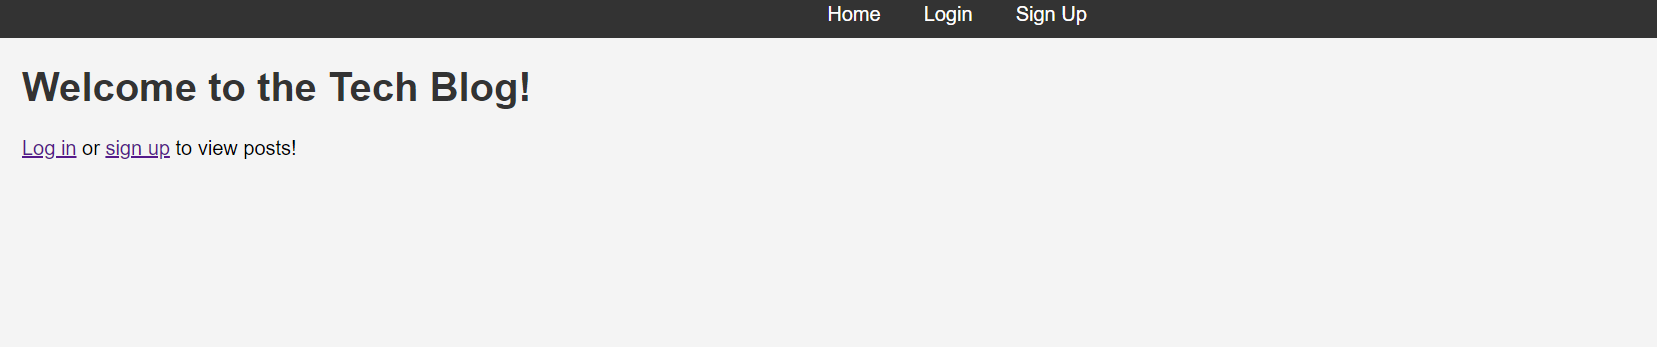 Home Login Sign Up
Welcome to the Tech Blog!
Log in or sign up to view posts!